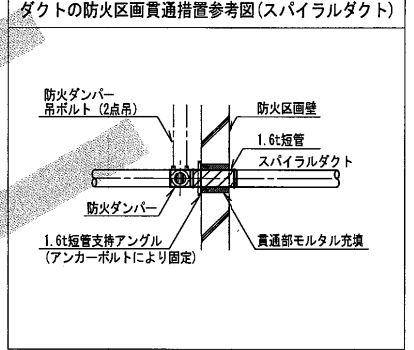 ダクトの防火区画貫通措置参考図(スパイラルダクト)
防火ダンパー
吊ボルト (2点吊)
防火区画壁
1.6t短管
スパイラルダクト
防火ダンパー
1.6t短管支持アングル
(アンカーボルトにより固定)
貫通部モルタル充填